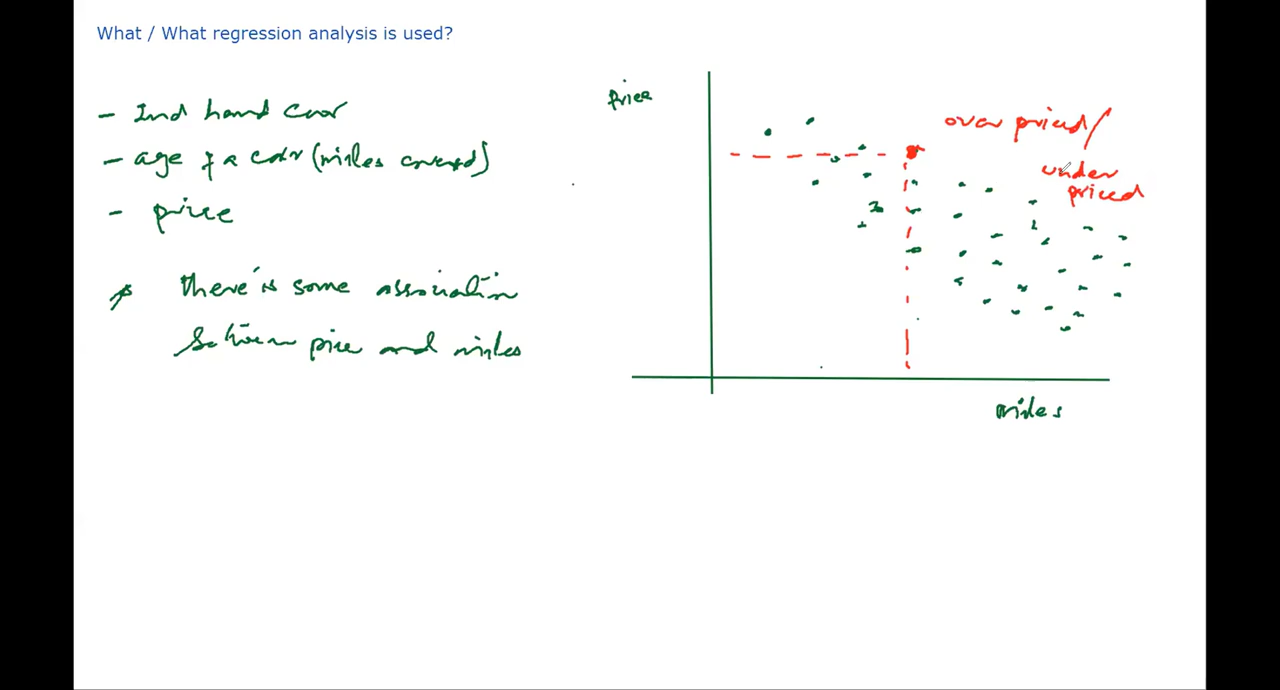 What / What regression analysis is used?
- 2nd hand car
- age of a car (miles covered)
- price
there is some association
between price and miles
Price
over priced/
under
priced
miles